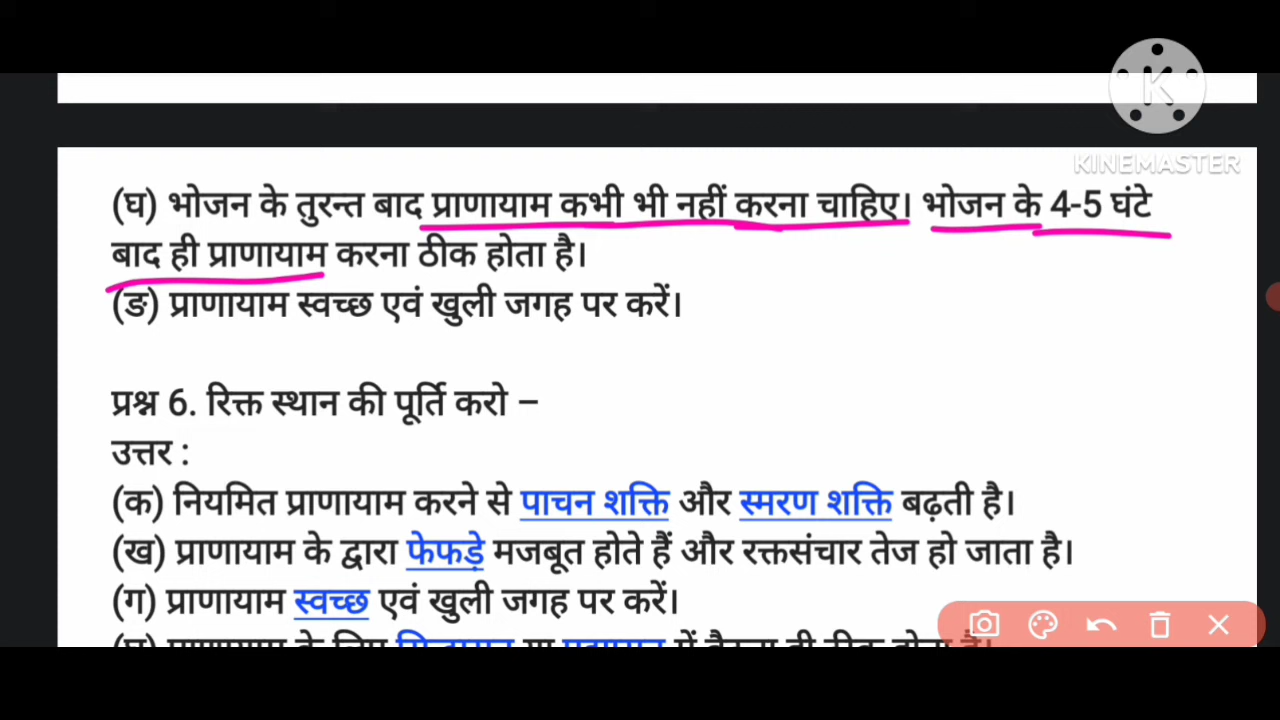 KINEMASTER
(घ) भोजन के तुरन्त बाद प्राणायाम कभी भी नहीं करना चाहिए। भोजन के 4-5 घंटे
बाद ही प्राणायाम करना ठीक होता है।
(ङ) प्राणायाम स्वच्छ एवं खुली जगह पर करें।
प्रश्न 6. रिक्त स्थान की पूर्ति करो –
उत्तर :
(क) नियमित प्राणायाम करने से पाचन शक्ति और स्मरण शक्ति बढ़ती है।
(ख) प्राणायाम के द्वारा फेफड़े मजबूत होते हैं और रक्तसंचार तेज हो जाता है।
(ग) प्राणायाम स्वच्छ एवं खुली जगह पर करें।